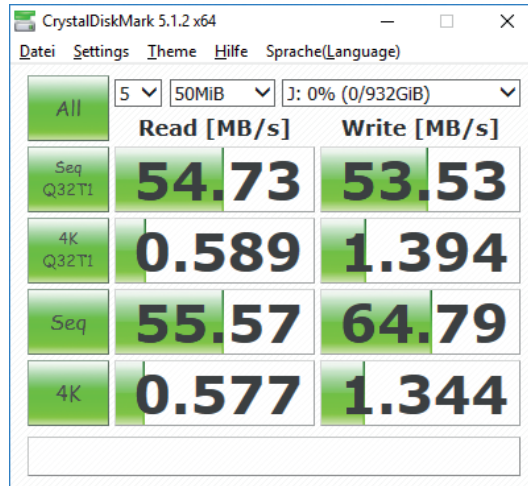 CrystalDiskMark 5.1.2 x64
Datei Settings Theme Hilfe Sprache(Language)
All 5 50MiB J: 0% (0/932GiB)
Read [MB/s] Write [MB/s]
Seq
Q32T1 54.73 53.53
4K
Q32T1 0.589 1.394
Seq 55.57 64.79
4K 0.577 1.344